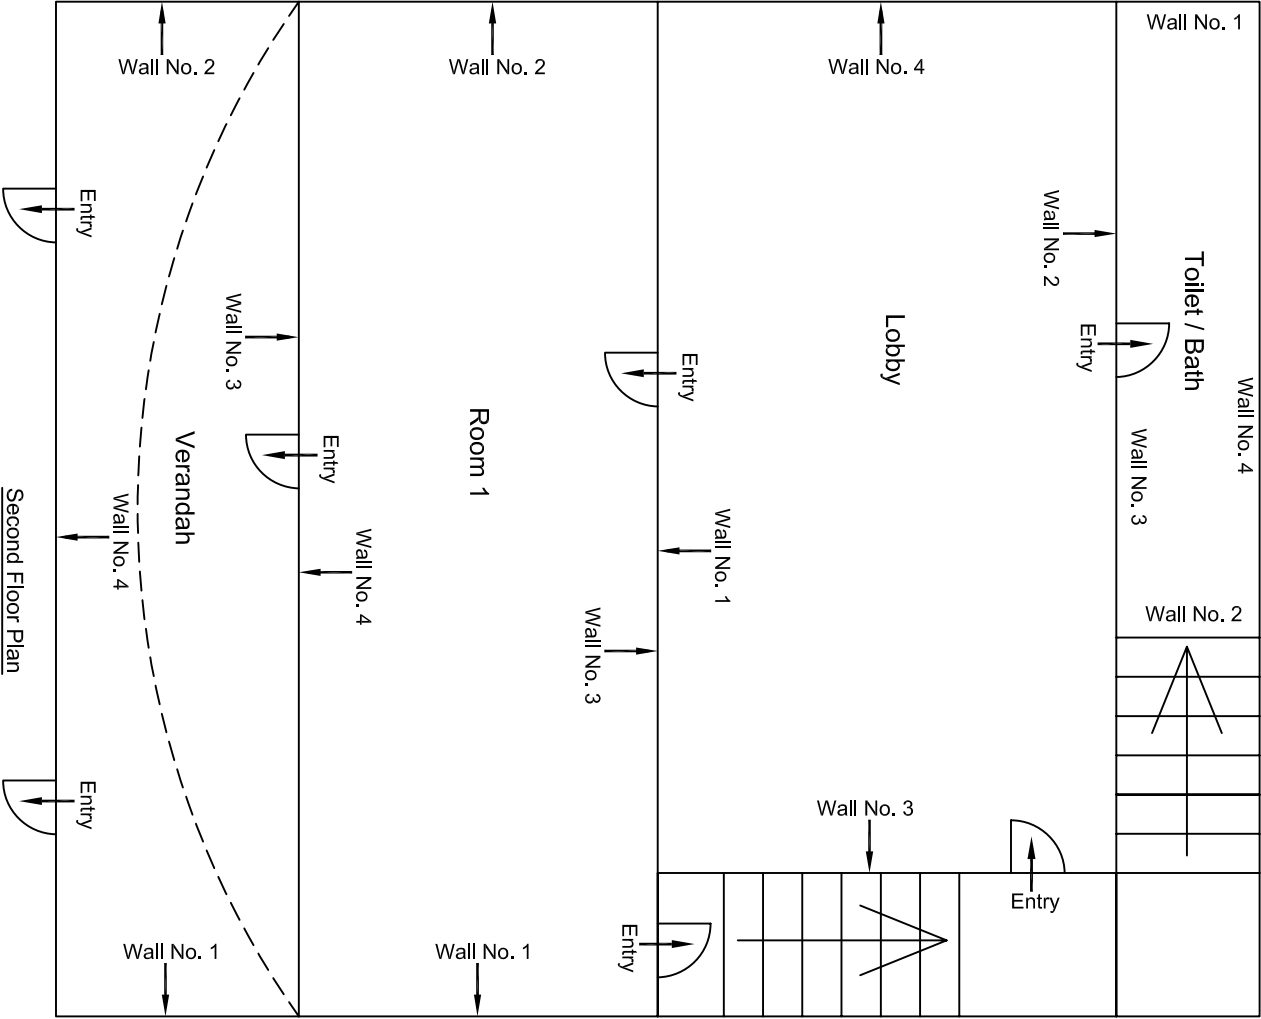 Wall No. 2
Wall No. 2
Wall No. 4
Wall No. 1
Entry
Wall No. 2
Toilet / Bath
Wall No. 3
Lobby
Entry
Entry
Wall No. 4
Verandah
Room 1
Entry
Wall No. 3
Second Floor Plan
Wall No. 4
Wall No. 4
Wall No. 1
Wall No. 3
Wall No. 2
Entry
Wall No. 3
Entry
Entry
Wall No. 1
Wall No. 1